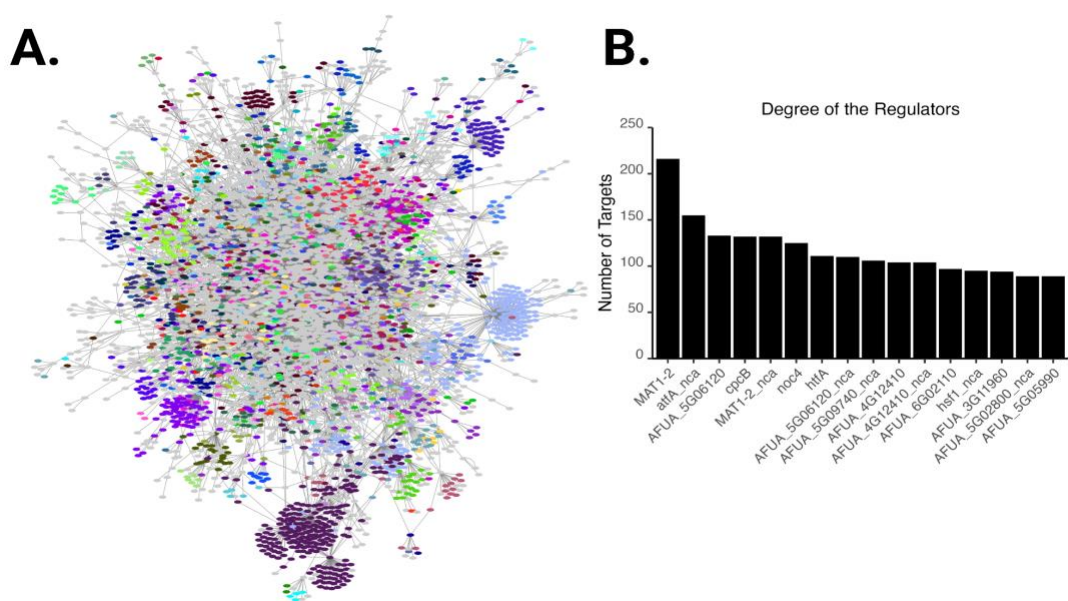 A.
B.
Degree of the Regulators
Number of Targets
250
200
150
100
50
0
MAT1-2
atfA_nca
AFUA_5G06120
cpcB
MAT1-2_nca
noc4
httA
AFUA_5G06120_nca
AFUA_5G09740_nca
AFUA_4G12410
AFUA_4G12410_nca
AFUA_6G02110
hsf1_nca
AFUA_3G11960
AFUA_5G02800_nca
AFUA_5G05990